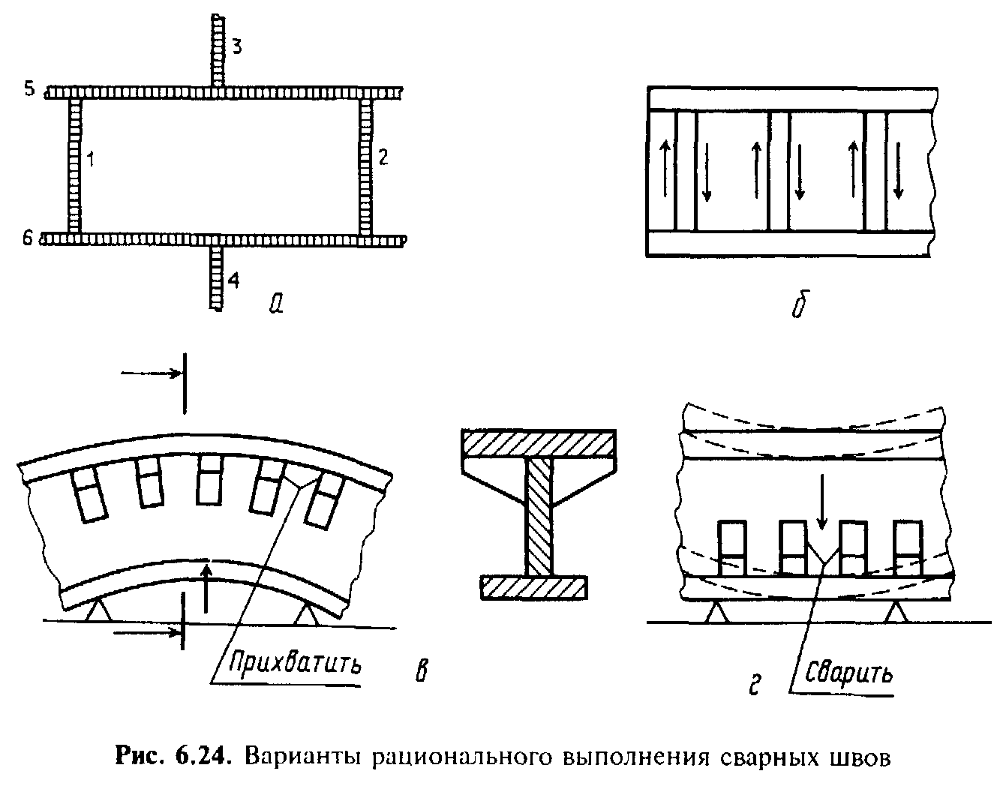 3
5
1
2
6
4
а
б
Прихватить
в
г
Сварить
Рис. 6.24. Варианты рационального выполнения сварных швов